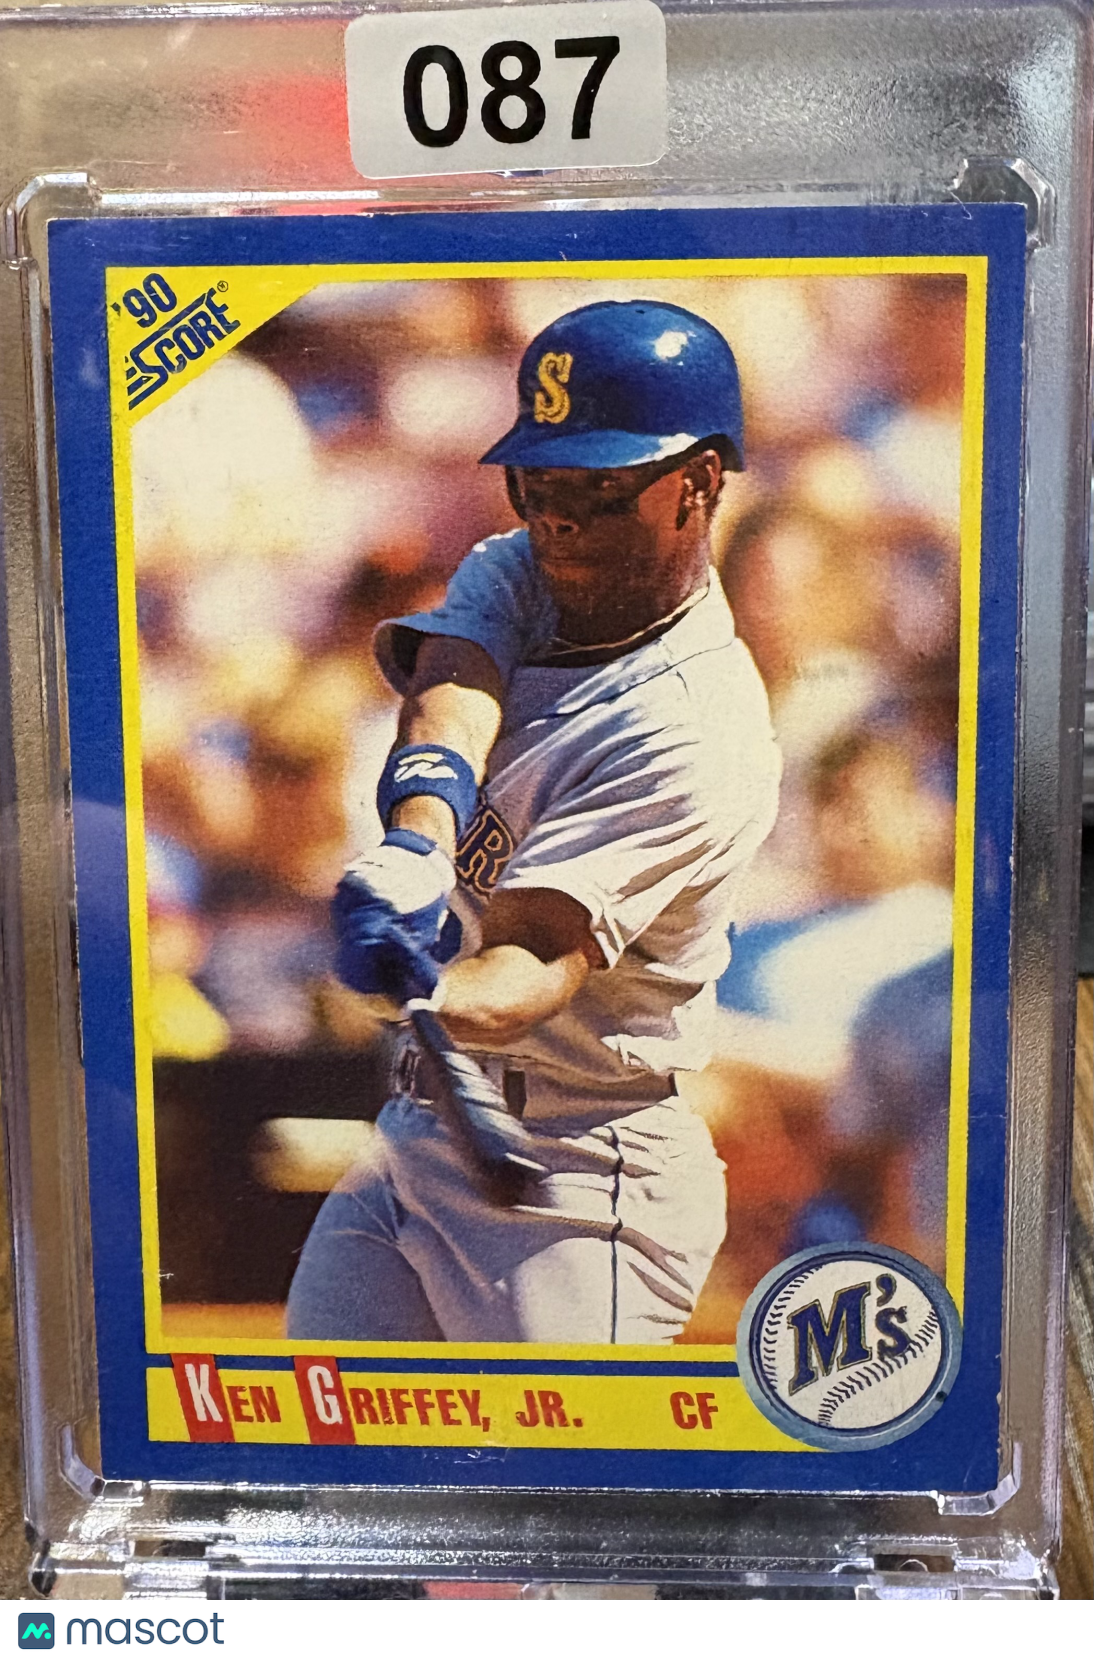 087
'90
SCORE®
S
R
M's
KEN GRIFFEY, JR. CF
mascot